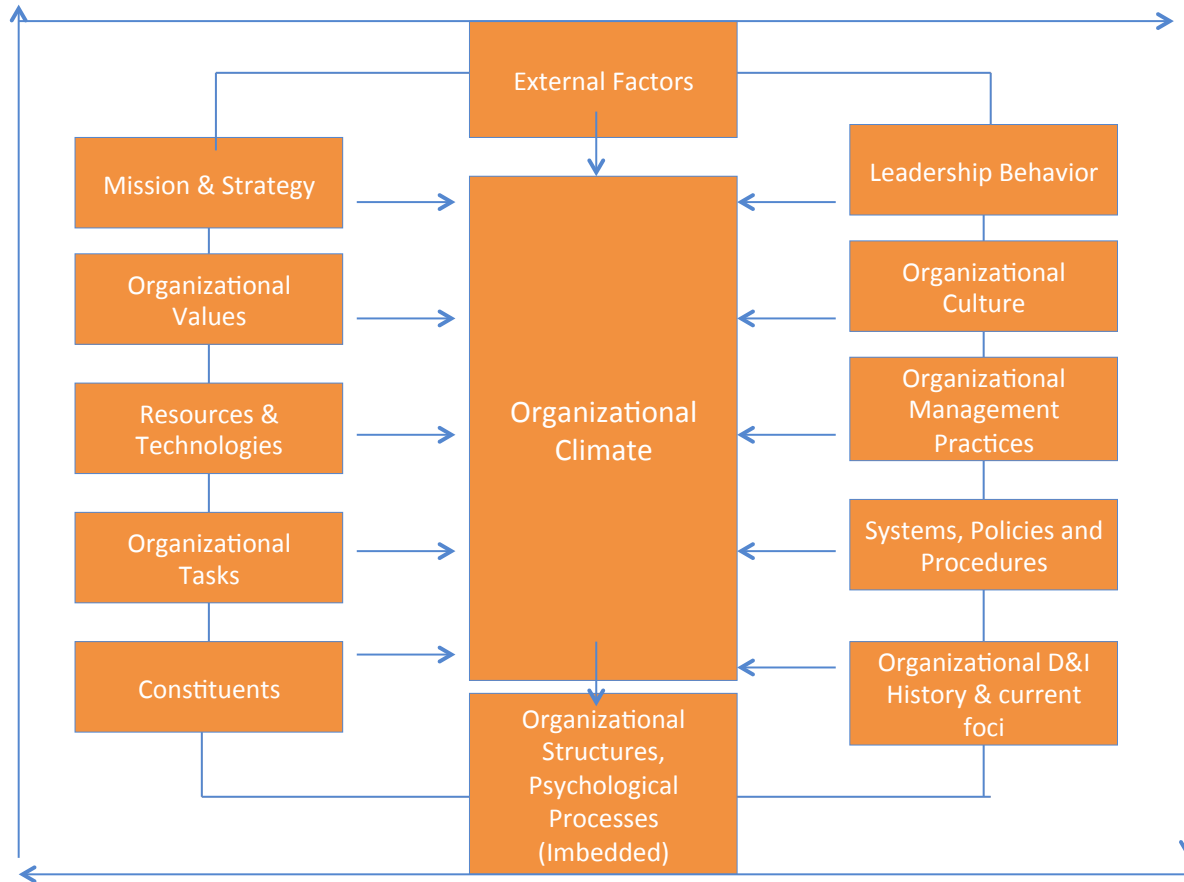 External Factors
Mission & Strategy
Organizational
Values
Resources &
Technologies
Organizational
Tasks
Constituents
Organizational
Climate
Organizational
Structures,
Psychological
Processes
(Imbedded)
Leadership Behavior
Organizational
Culture
Organizational
Management
Practices
Systems, Policies and
Procedures
Organizational D&I
History & current
foci